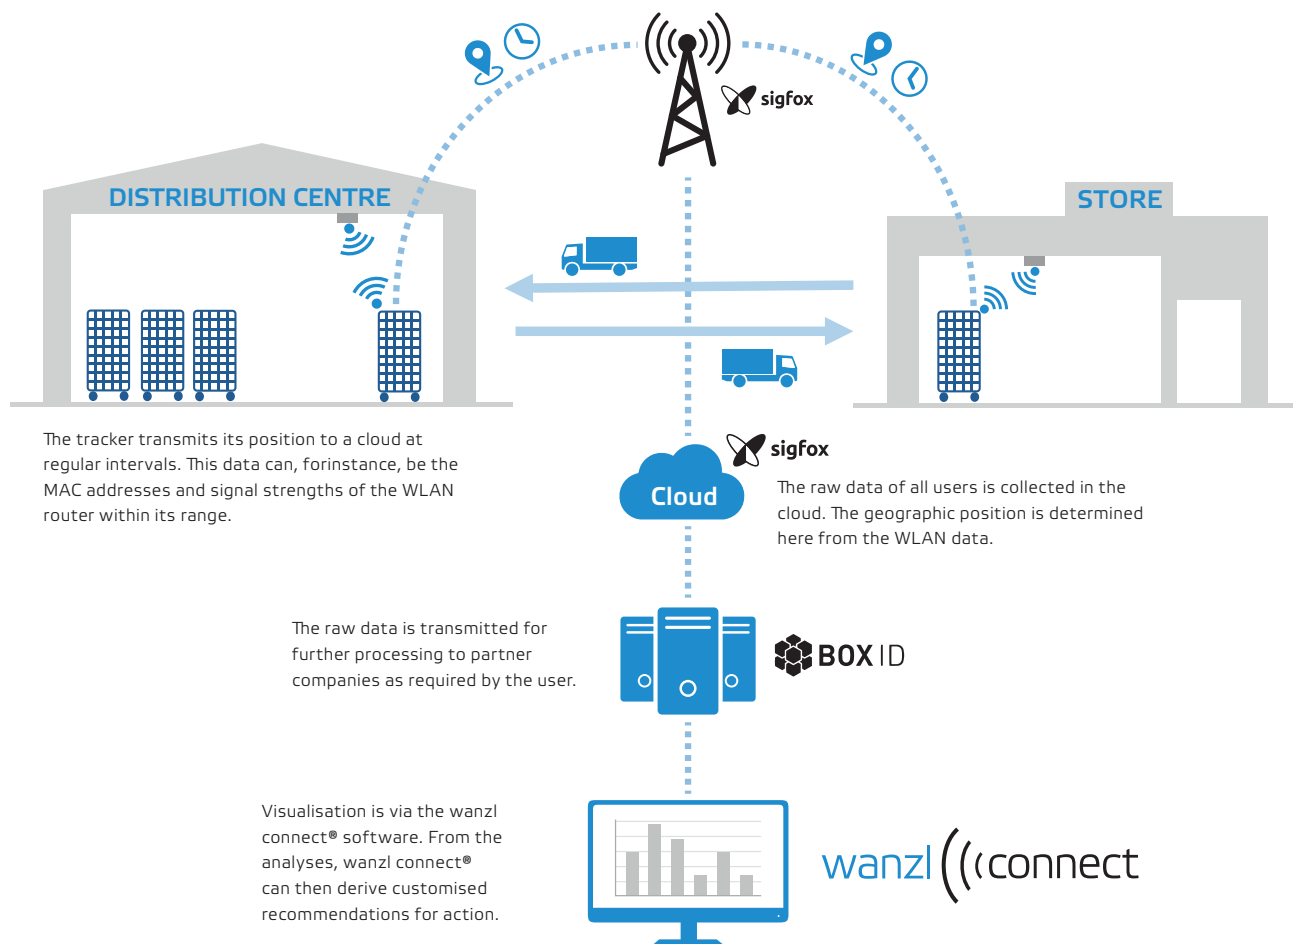 sigfox
DISTRIBUTION CENTRE
STORE
The tracker transmits its position to a cloud at
regular intervals. This data can, forinstance, be the
MAC addresses and signal strengths of the WLAN
router within its range.
sigfox
Cloud
The raw data of all users is collected in the
cloud. The geographic position is determined
here from the WLAN data.
The raw data is transmitted for
further processing to partner
companies as required by the user.
BOX ID
Visualisation is via the wanzl
connect® software. From the
analyses, wanzl connect®
can then derive customised
recommendations for action.
wanzl connect